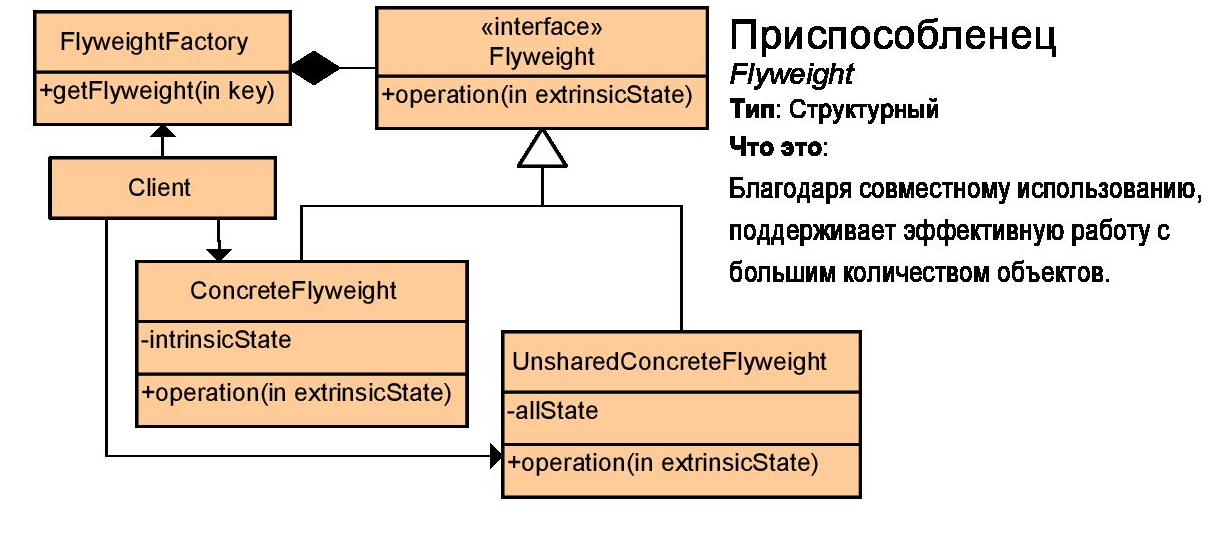 FlyweightFactory
+getFlyweight(in key)
«interface»
Flyweight
+operation(in extrinsicState)
Client
ConcreteFlyweight
-intrinsicState
+operation(in extrinsicState)
UnsharedConcreteFlyweight
-allState
+operation(in extrinsicState)
Приспособленец
Flyweight
Тип: Структурный
Что это:
Благодаря совместному использованию,
поддерживает эффективную работу с
большим количеством объектов.